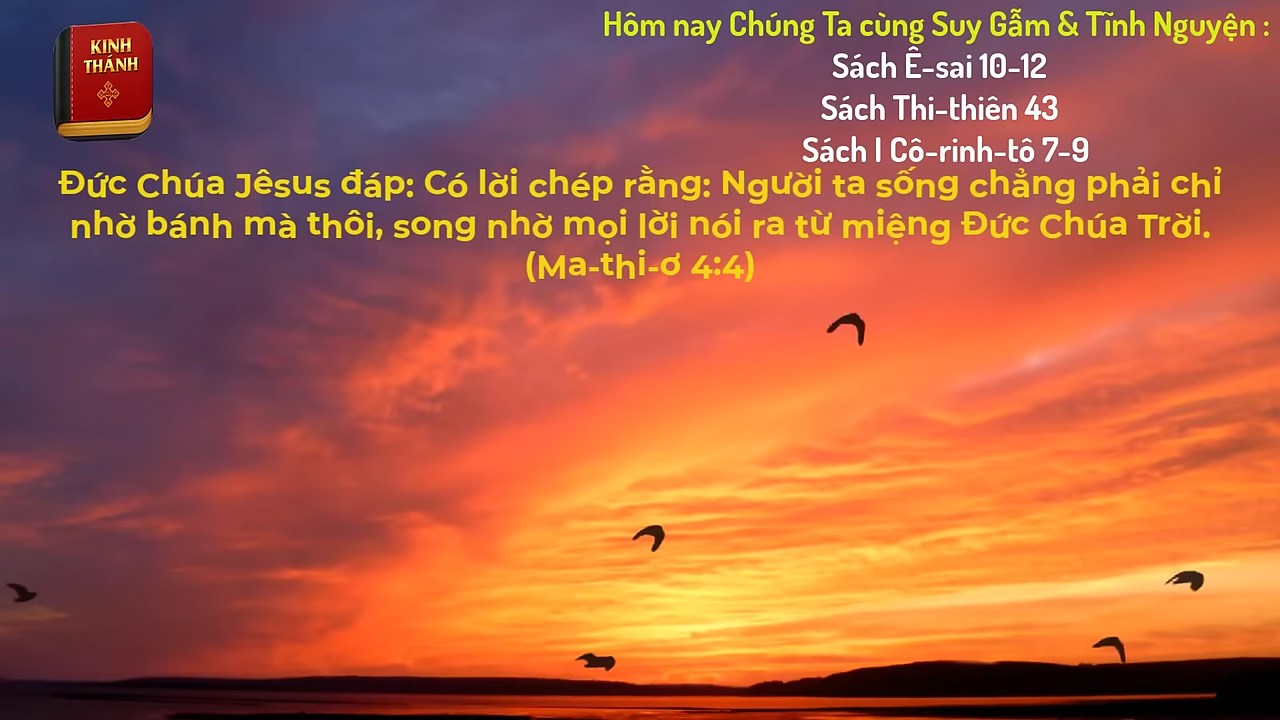 KINH
THÁNH
Hôm nay Chúng Ta cùng Suy Gẫm & Tĩnh Nguyện :
Sách Ê-sai 10-12
Sách Thi-thiên 43
Sách I Cô-rinh-tô 7-9
Đức Chúa Jêsus đáp: Có lời chép rằng: Người ta sống chẳng phải chỉ
nhờ bánh mà thôi, song nhờ mọi lời nói ra từ miệng Đức Chúa Trời.
(Ma-thi-ơ 4:4)